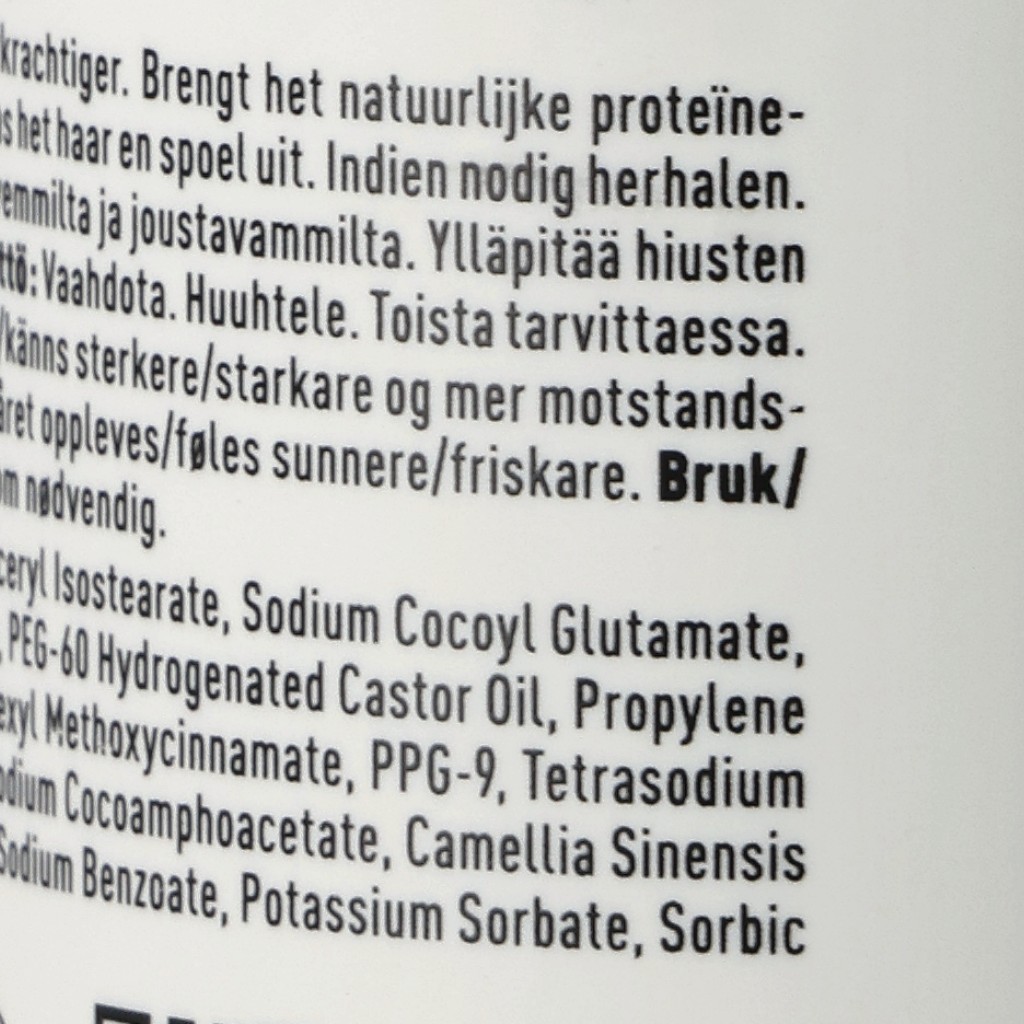 krachtiger. Brengt het natuurlijke proteïne-
het haar en spoel uit. Indien nodig herhalen.
emmilta ja joustavammilta. Ylläpitää hiusten
ttö: Vaahdota. Huuhtele. Toista tarvittaessa.
/känns sterkere/starkare og mer motstands-
året oppleves/føles sunnere/friskare. Bruk/
om nødvendig.
ceryl Isostearate, Sodium Cocoyl Glutamate,
, PEG-60 Hydrogenated Castor Oil, Propylene
exyl Methoxycinnamate, PPG-9, Tetrasodium
odium Cocoamphoacetate, Camellia Sinensis
Sodium Benzoate, Potassium Sorbate, Sorbic